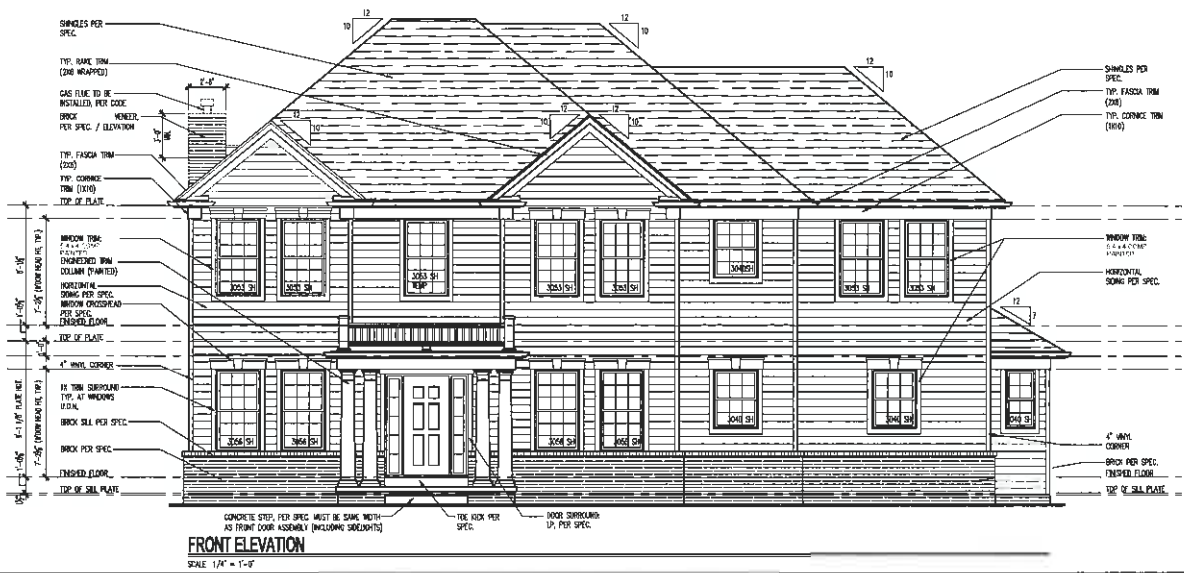 SHINGLES PER
SPEC.
TYP. RAKE TRIM
(2X8 WRAPPED)
2'-8"
GAS FLUE TO BE
INSTALLED, PER CODE
BRICK VENEER,
PER SPEC. / ELEVATION
3'-0"
MIN.
TYP. FASCIA TRIM
(2X8)
TYP. CORNICE
TRIM (1X10)
TOP OF PLATE
WINDOW TRIM:
ENGINEERED TRIM
COLUMN (PAINTED)
HORIZONTAL
SIDING PER SPEC.
WINDOW CROSSHEAD
PER SPEC.
FINISHED FLOOR
TOP OF PLATE
4" VINYL CORNER
1X TRIM SURROUND
TYP. AT WINDOWS
U.O.N.
BRICK SILL PER SPEC.
BRICK PER SPEC.
FINISHED FLOOR
TOP OF SILL PLATE
12
10
12
10
12
10
12
10
12
10
12
10
12
7
3053 SH
3053 SH
3053 SH
TEMP
3053 SH
3053 SH
3040SH
3053 SH
3053 SH
3056 SH
3056 SH
3056 SH
3056 SH
3040 SH
3040 SH
3040 SH
SHINGLES PER
SPEC.
TYP. FASCIA TRIM
(2X8)
TYP. CORNICE TRIM
(1X10)
WINDOW TRIM:
HORIZONTAL
SIDING PER SPEC.
4" VINYL
CORNER
BRICK PER SPEC.
FINISHED FLOOR
TOP OF SILL PLATE
CONCRETE STEP, PER SPEC. MUST BE SAME WIDTH
AS FRONT DOOR ASSEMBLY (INCLUDING SIDELIGHTS)
TOE KICK PER
SPEC.
DOOR SURROUND:
LP, PER SPEC.
FRONT ELEVATION
SCALE 1/4" = 1'-0"